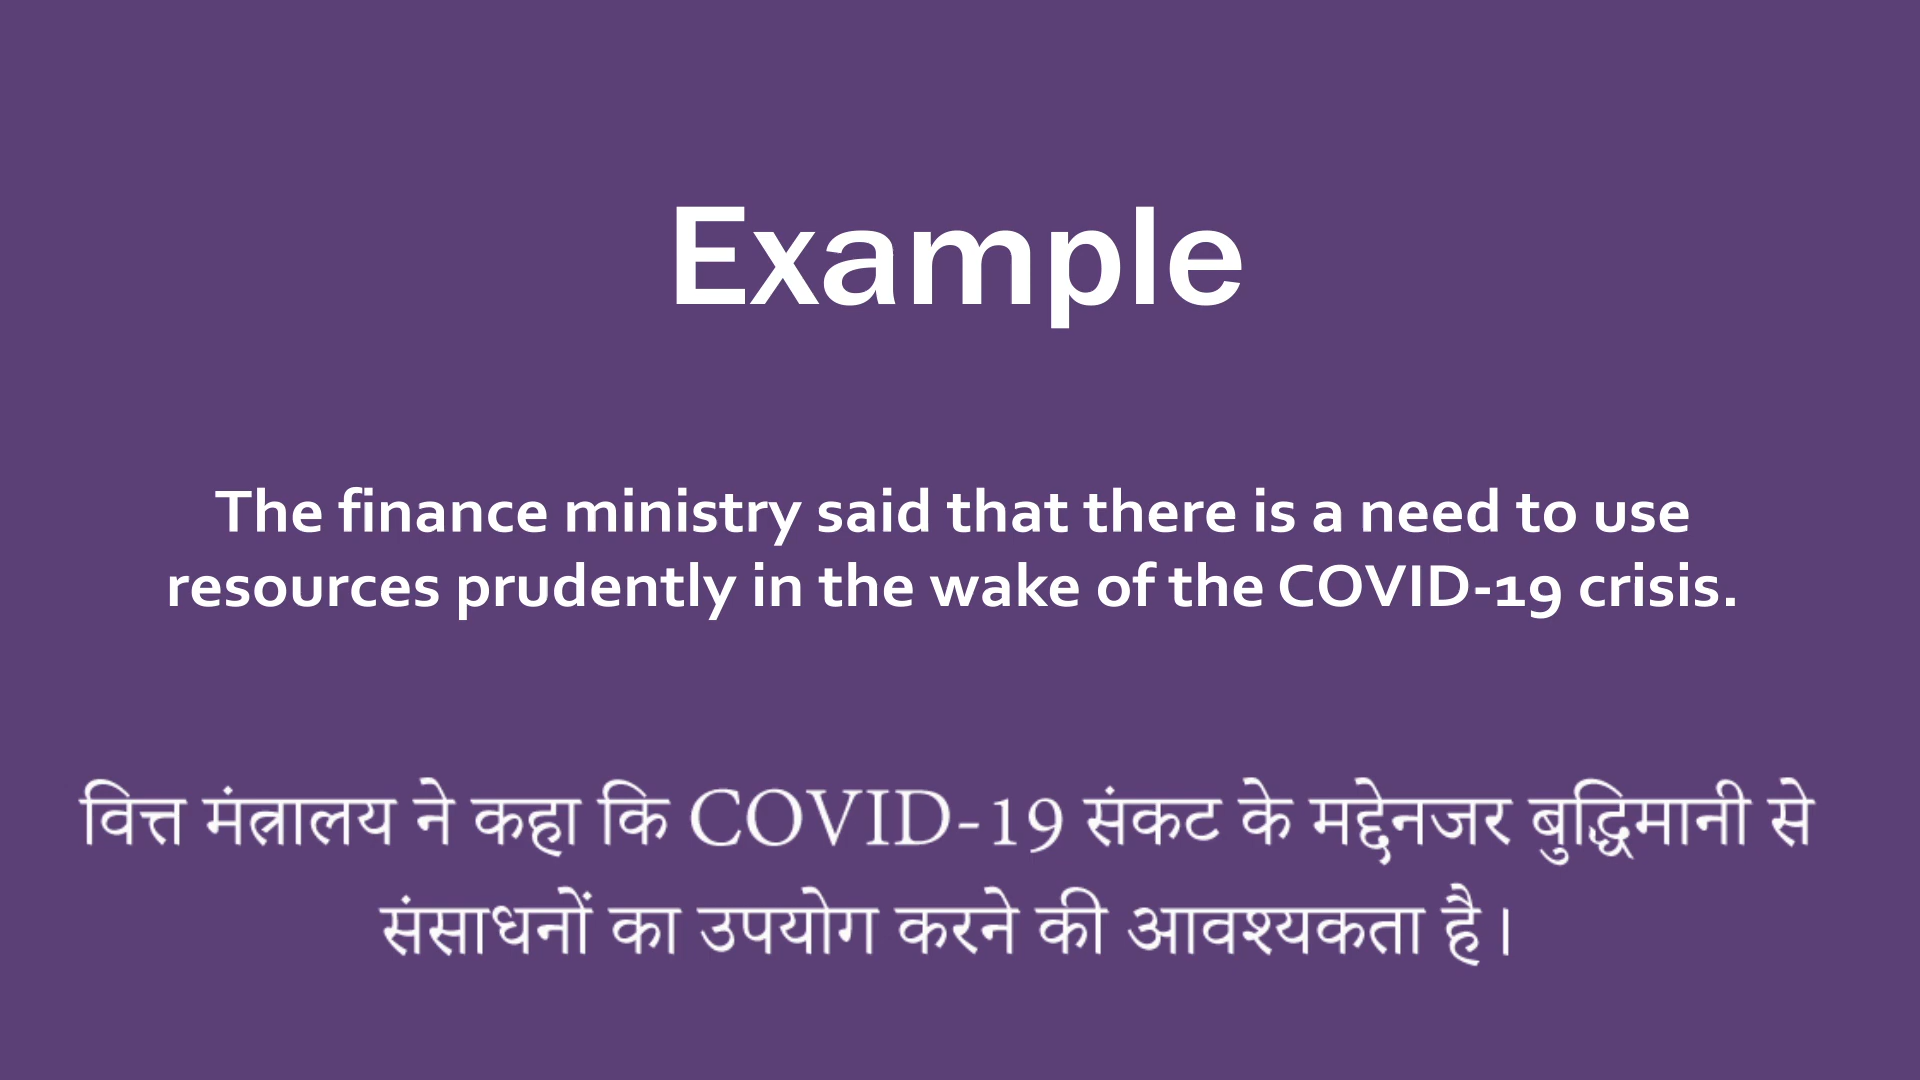 Example
The finance ministry said that there is a need to use
resources prudently in the wake of the COVID-19 crisis.
वित्त मंत्रालय ने कहा कि COVID-19 संकट के मद्देनजर बुद्धिमानी से
संसाधनों का उपयोग करने की आवश्यकता है।